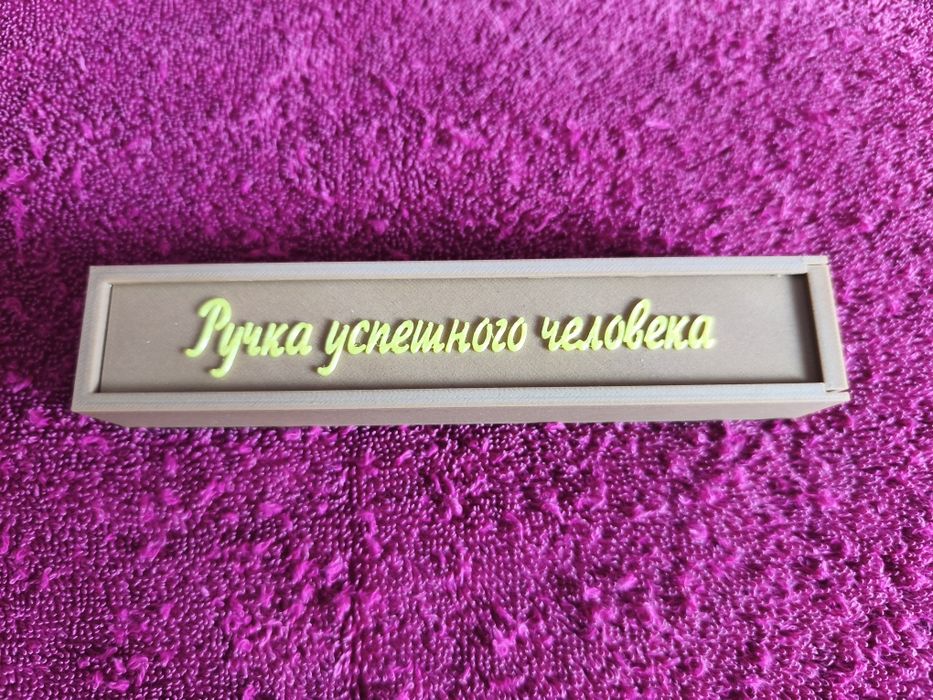 Ручка успешного человека